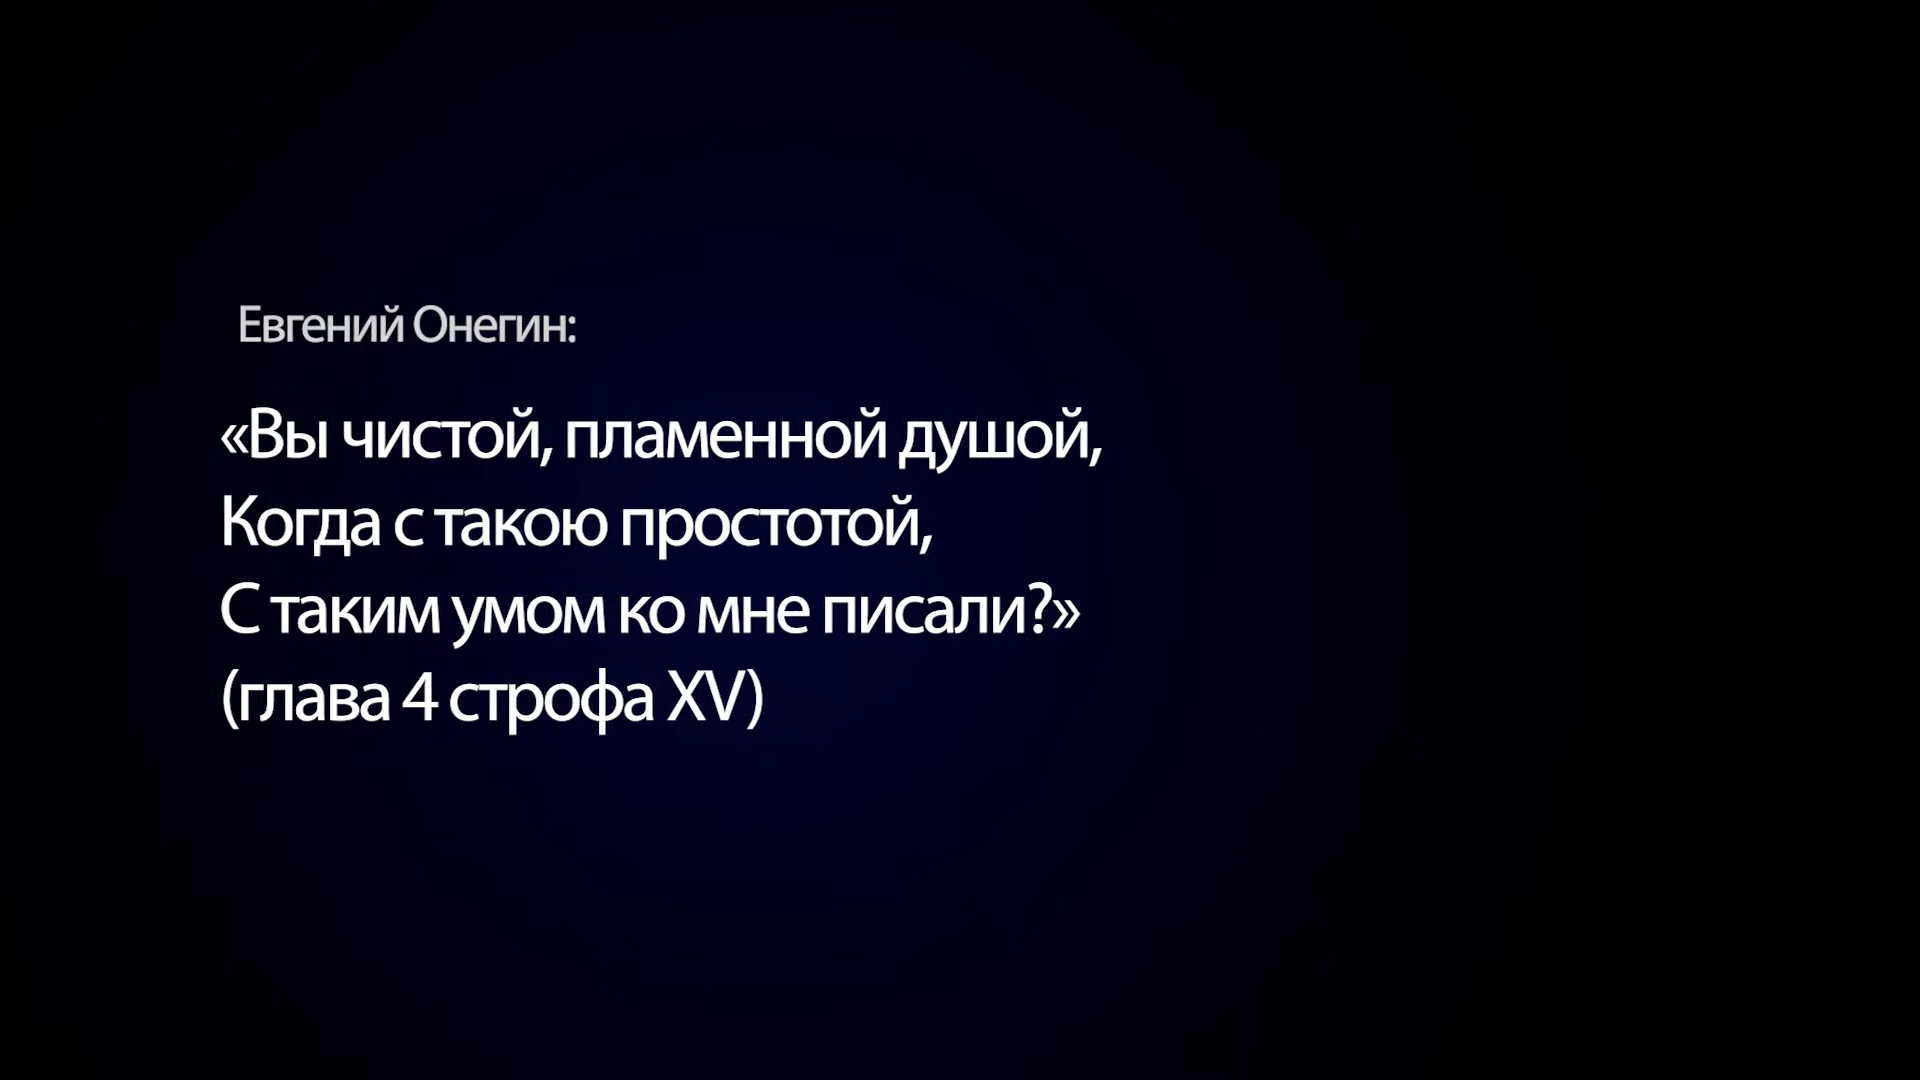 Евгений Онегин:
«Вы чистой, пламенной душой,
Когда с такою простотой,
С таким умом ко мне писали?»
(глава 4 строфа XV)